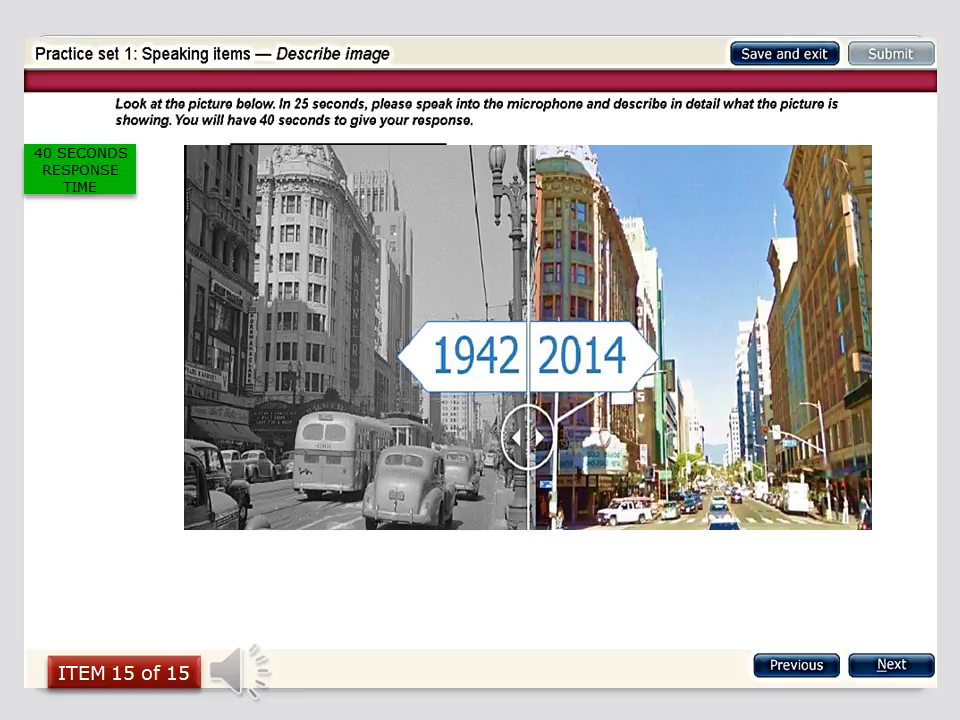 Practice set 1: Speaking items — Describe image
Save and exit
Submit
Look at the picture below. In 25 seconds, please speak into the microphone and describe in detail what the picture is
showing. You will have 40 seconds to give your response.
40 SECONDS
RESPONSE
TIME
1942
2014
ITEM 15 of 15
Previous
Next